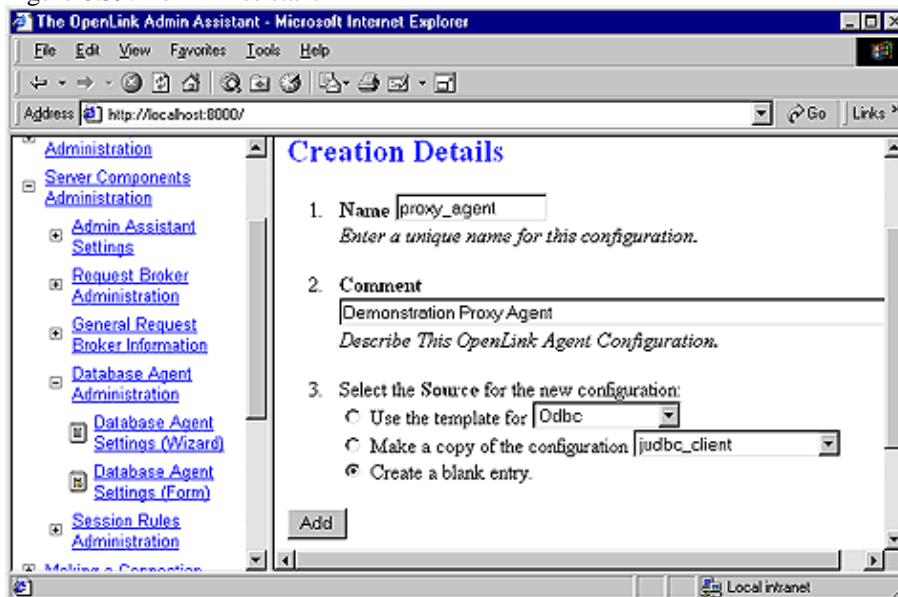 The OpenLink Admin Assistant - Microsoft Internet Explorer
File Edit View Favorites Tools Help
Address http://localhost:8000/ Go Links
Administration
Server Components
Administration
Admin Assistant
Settings
Request Broker
Administration
General Request
Broker Information
Database Agent
Administration
Database Agent
Settings (Wizard)
Database Agent
Settings (Form)
Session Rules
Administration
Making a Connection
Creation Details
1. Name proxy_agent
Enter a unique name for this configuration.
2. Comment
Demonstration Proxy Agent
Describe This OpenLink Agent Configuration.
3. Select the Source for the new configuration:
Use the template for Odbc
Make a copy of the configuration judbc_client
Create a blank entry.
Add
Local intranet